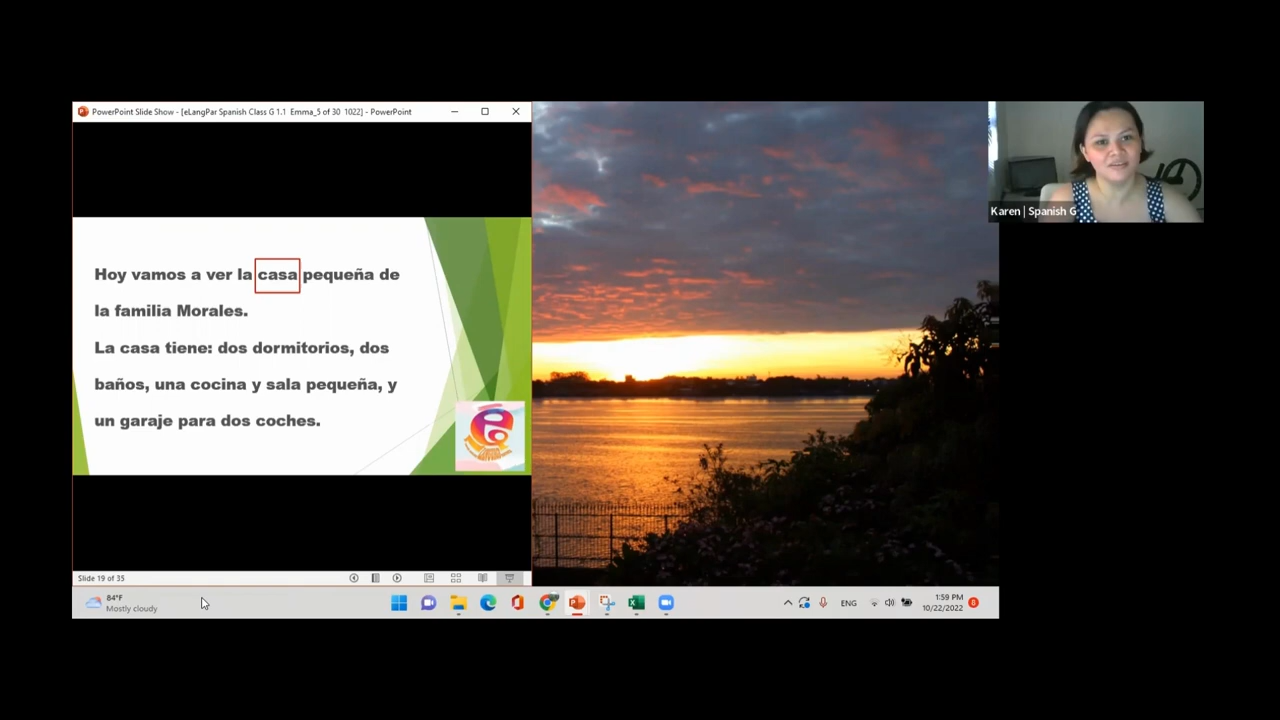 PowerPoint Slide Show - [eLangPar Spanish Class G 1.1 Emma_5 of 30 1022] - PowerPoint
Hoy vamos a ver la casa pequeña de
la familia Morales.
La casa tiene: dos dormitorios, dos
baños, una cocina y sala pequeña, y
un garaje para dos coches.
Karen | Spanish G
Slide 19 of 35
84°F
Mostly cloudy
ENG
1:59 PM
10/22/2022
8